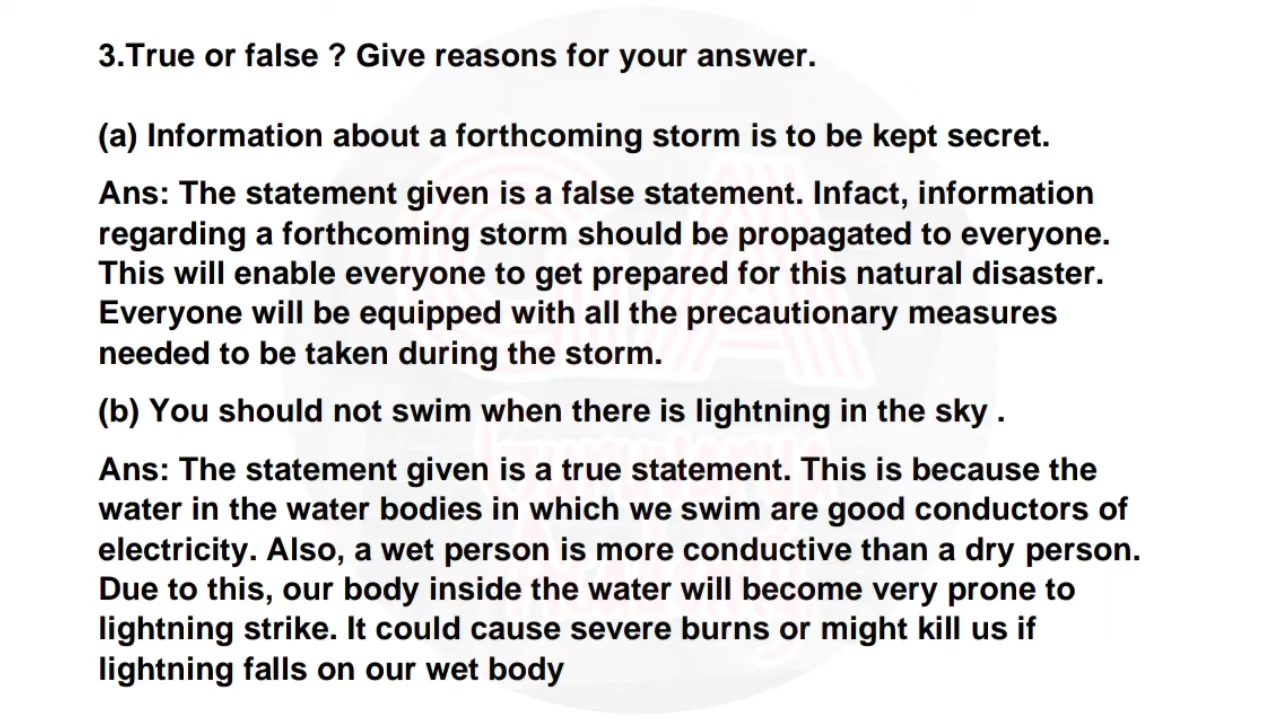 3.True or false ? Give reasons for your answer.
(a) Information about a forthcoming storm is to be kept secret.
Ans: The statement given is a false statement. Infact, information
regarding a forthcoming storm should be propagated to everyone.
This will enable everyone to get prepared for this natural disaster.
Everyone will be equipped with all the precautionary measures
needed to be taken during the storm.
(b) You should not swim when there is lightning in the sky .
Ans: The statement given is a true statement. This is because the
water in the water bodies in which we swim are good conductors of
electricity. Also, a wet person is more conductive than a dry person.
Due to this, our body inside the water will become very prone to
lightning strike. It could cause severe burns or might kill us if
lightning falls on our wet body